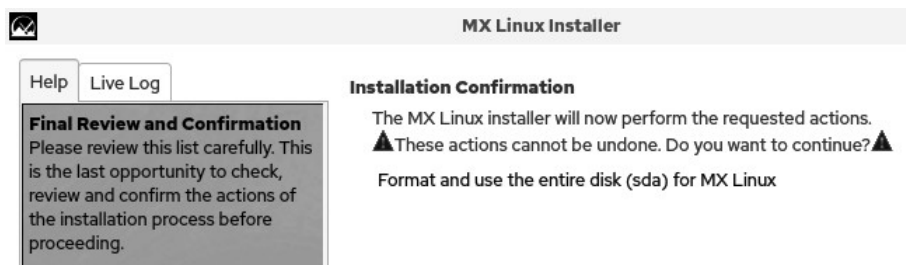 MX Linux Installer
Help
Live Log
Final Review and Confirmation
Please review this list carefully. This
is the last opportunity to check,
review and confirm the actions of
the installation process before
proceeding.
Installation Confirmation
The MX Linux installer will now perform the requested actions.
These actions cannot be undone. Do you want to continue?
Format and use the entire disk (sda) for MX Linux